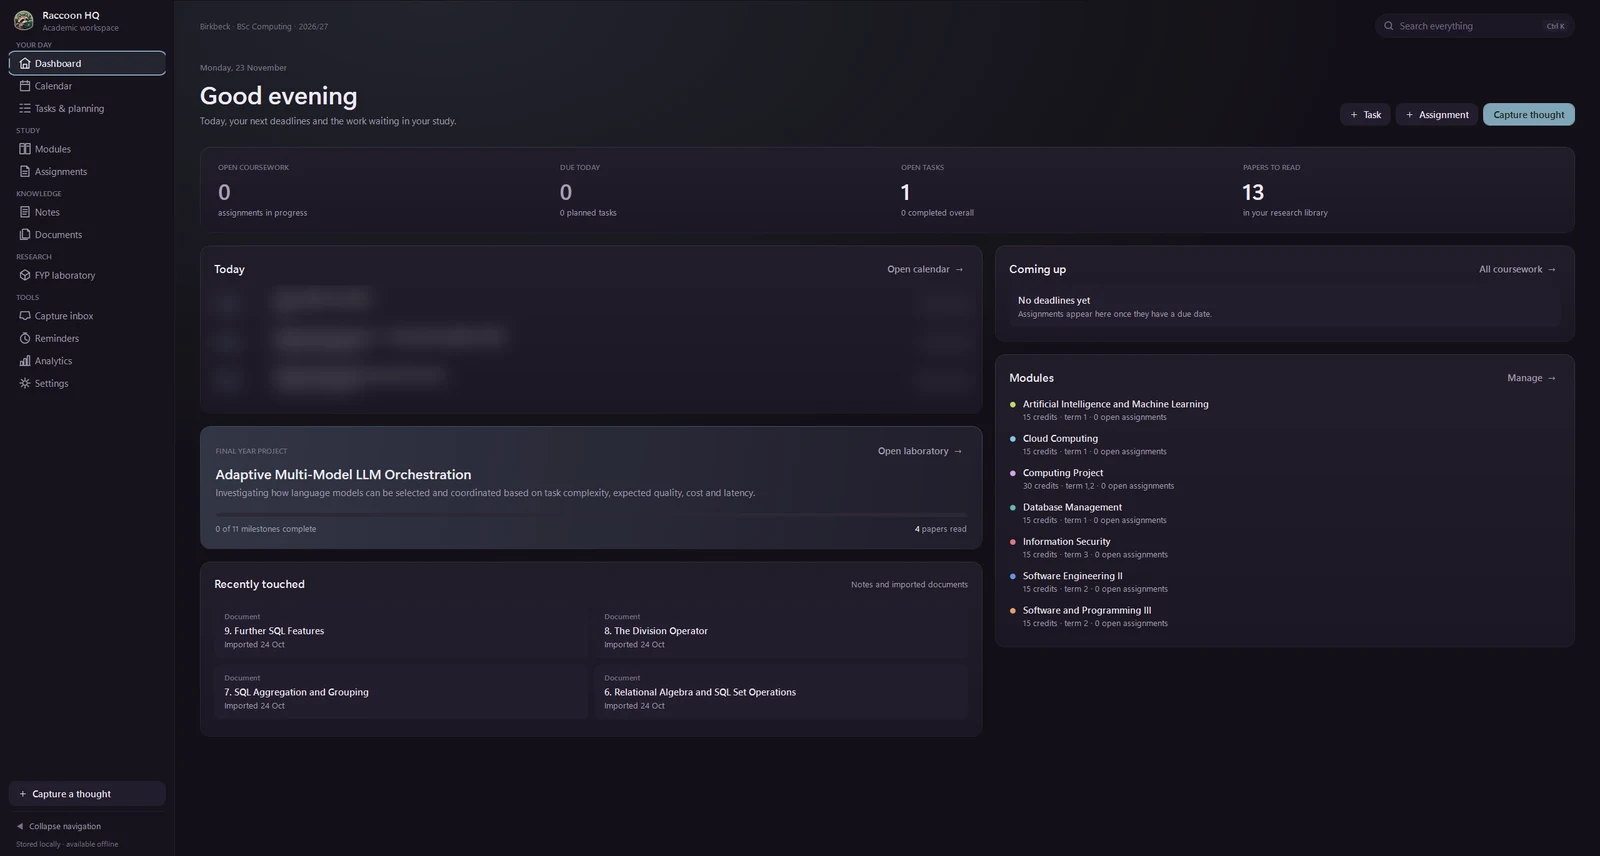 Raccoon HQ
Academic workspace
YOUR DAY
Dashboard
Calendar
Tasks & planning
STUDY
Modules
Assignments
KNOWLEDGE
Notes
Documents
RESEARCH
FYP laboratory
TOOLS
Capture inbox
Reminders
Analytics
Settings
+ Capture a thought
Collapse navigation
Stored locally · available offline
Birkbeck · BSc Computing · 2026/27
Search everything
Ctrl K
Monday, 23 November
Good evening
Today, your next deadlines and the work waiting in your study.
+ Task
+ Assignment
Capture thought
OPEN COURSEWORK
0
assignments in progress
DUE TODAY
0
0 planned tasks
OPEN TASKS
1
0 completed overall
PAPERS TO READ
13
in your research library
Today
Open calendar →
FINAL YEAR PROJECT
Open laboratory →
Adaptive Multi-Model LLM Orchestration
Investigating how language models can be selected and coordinated based on task complexity, expected quality, cost and latency.
0 of 11 milestones complete
4 papers read
Recently touched
Notes and imported documents
Document
9. Further SQL Features
Imported 24 Oct
Document
8. The Division Operator
Imported 24 Oct
Document
7. SQL Aggregation and Grouping
Imported 24 Oct
Document
6. Relational Algebra and SQL Set Operations
Imported 24 Oct
Coming up
All coursework →
No deadlines yet
Assignments appear here once they have a due date.
Modules
Manage →
Artificial Intelligence and Machine Learning
15 credits · term 1 · 0 open assignments
Cloud Computing
15 credits · term 1 · 0 open assignments
Computing Project
30 credits · term 1,2 · 0 open assignments
Database Management
15 credits · term 1 · 0 open assignments
Information Security
15 credits · term 3 · 0 open assignments
Software Engineering II
15 credits · term 2 · 0 open assignments
Software and Programming III
15 credits · term 2 · 0 open assignments